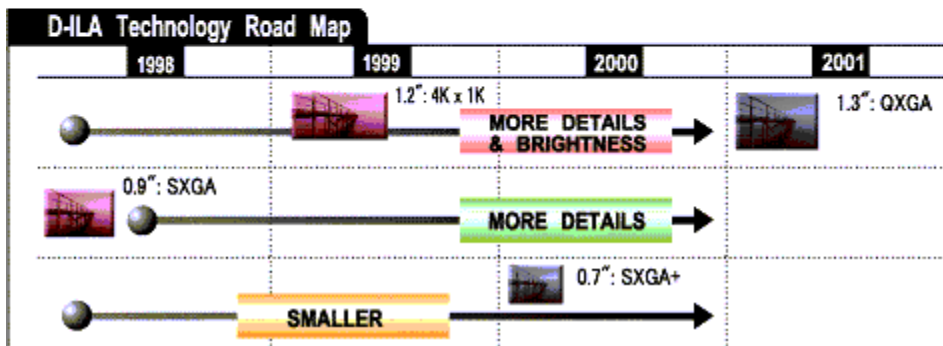 D-ILA Technology Road Map
1998 1999 2000 2001
1.2": 4K x 1K
1.3": QXGA
MORE DETAILS
& BRIGHTNESS
0.9": SXGA
MORE DETAILS
0.7": SXGA+
SMALLER